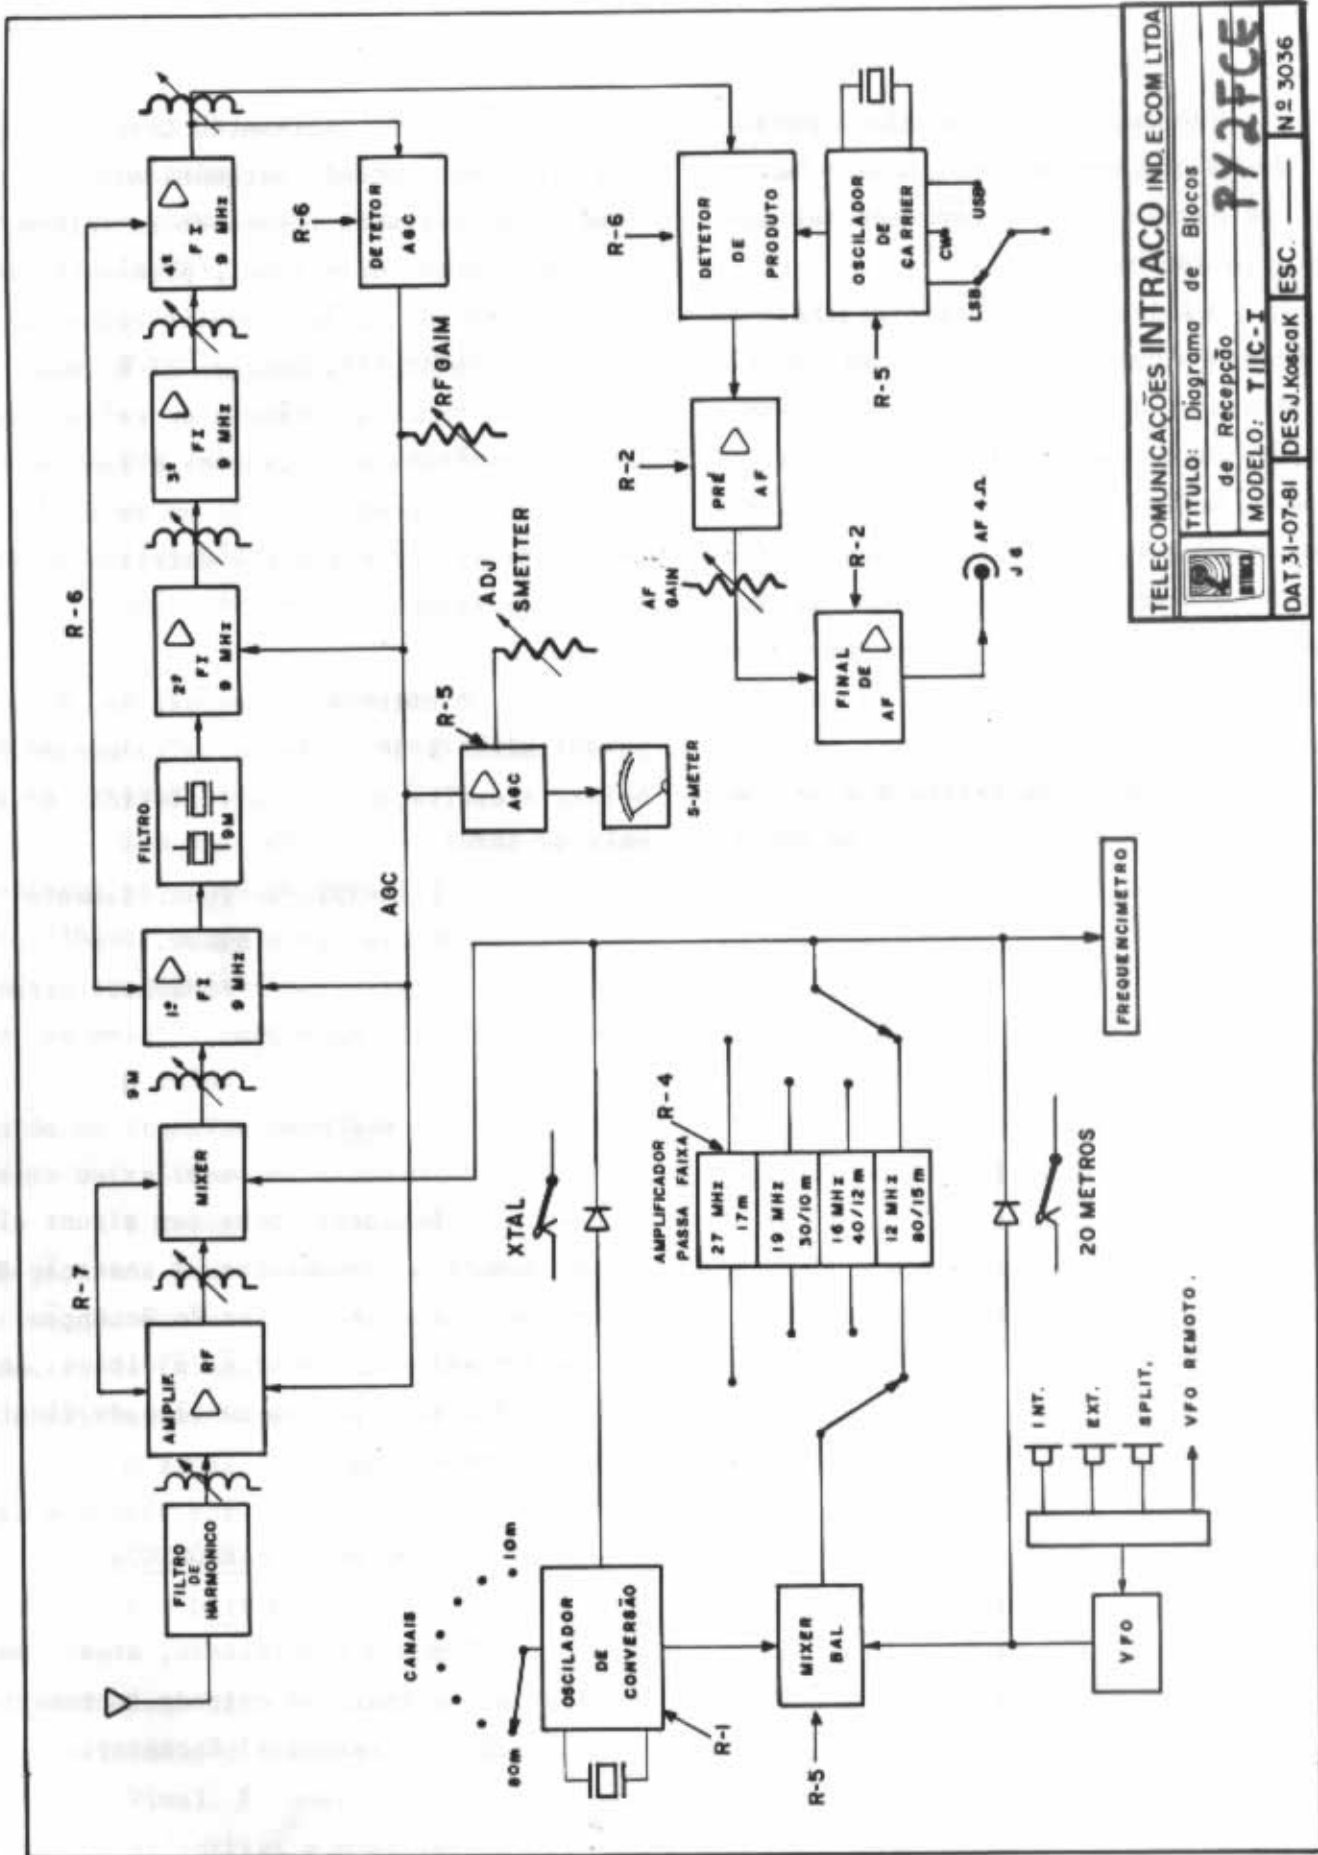 R-7
R-6
FILTRO
DE
HARMONICO
AMPLIF.
RF
MIXER
9M
1ª
FI
9 MHz
FILTRO
9M
2ª
FI
9 MHz
3ª
FI
9 MHz
4ª
FI
9 MHz
R-6
DETETOR
AGC
AGC
RF GAIM
R-5
ADJ
SMETTER
AGC
S-METER
CANAIS
80m
10m
OSCILADOR
DE
CONVERSÃO
R-1
XTAL
AMPLIFICADOR
PASSA FAIXA
R-4
27 MHz
17m
19 MHz
30/10m
16 MHz
40/12m
12 MHz
80/15m
MIXER
BAL
R-5
20 METROS
VFO
INT.
EXT.
SPLIT.
VFO REMOTO.
FREQUENCIMETRO
R-6
DETETOR
DE
PRODUTO
R-2
PRÉ
AF
AF
GAIN
FINAL
DE
AF
R-2
AF 4Ω
J 6
OSCILADOR
DE
CARRIER
R-5
LSB
CW
USB
TELECOMUNICAÇÕES INTRACO IND. E COM LTDA
INTRACO
TITULO: Diagrama de Blocos
de Recepção
MODELO: TIIC-I
PY2FCE
DAT 31-07-81 DES J. KoscaK ESC. — Nº 3036